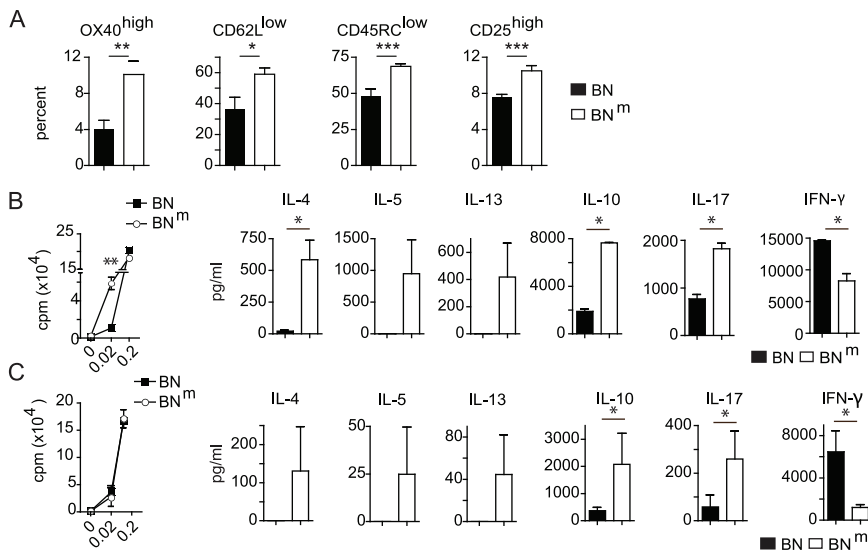 A
OX40high
CD62Llow
CD45RClow
CD25high
** * *** ***
12 60 75 12
8 40 50 8
4 20 25 4
0 0 0 0
percent
BN
BNm
B
BN
BNm
IL-4 IL-5 IL-13 IL-10 IL-17 IFN-γ
* * * *
25
15
4
0
**
cpm (x10⁴)
0 0.02 0.2
pg/ml
750 1500 600 8000 2000 15000
500 1000 400 4000 1000 10000
250 500 200 0 0 5000
0 0 0 0
BN BNm
C
BN
BNm
IL-4 IL-5 IL-13 IL-10 IL-17 IFN-γ
* * *
20
15
10
5
0
cpm (x10⁴)
0 0.02 0.2
pg/ml
200 50 80 4000 400 8000
100 25 40 3000 200 4000
0 0 0 2000 0 0
1000
0
BN BNm